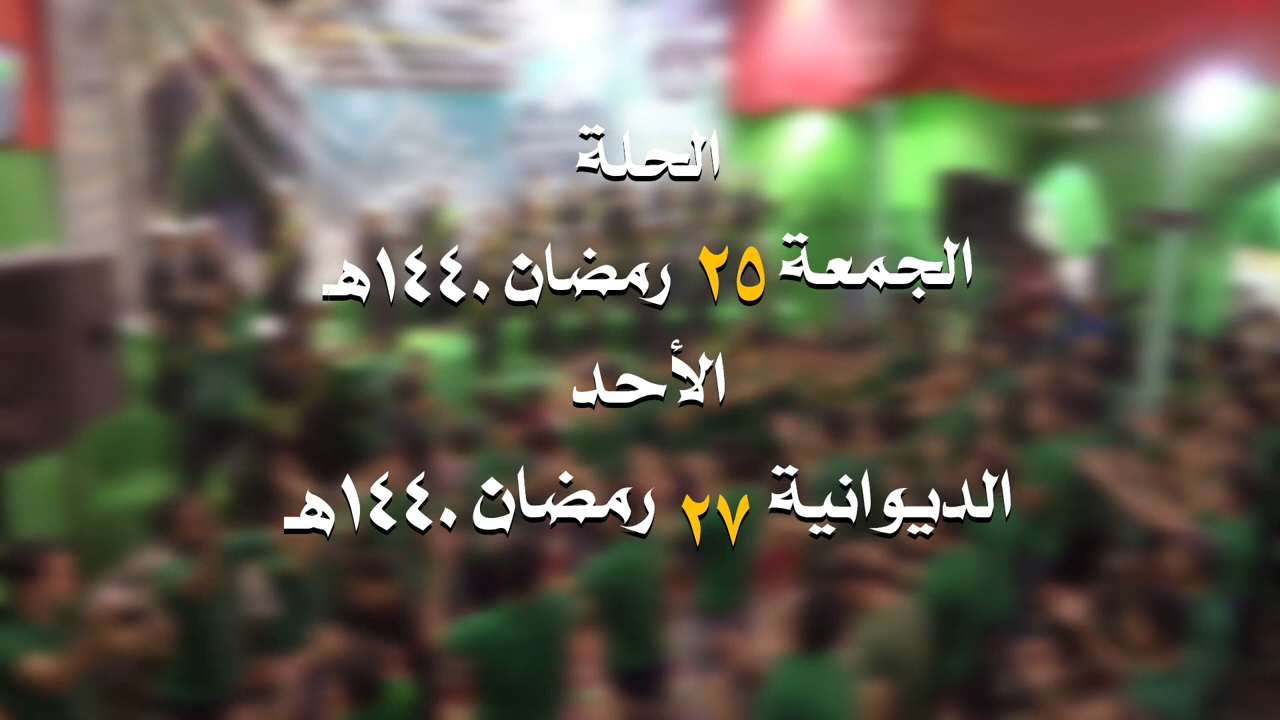 الحلة
الجمعة ٢٥ رمضان ١٤٤٠هـ
الأحد
الديوانية ٢٧ رمضان ١٤٤٠هـ